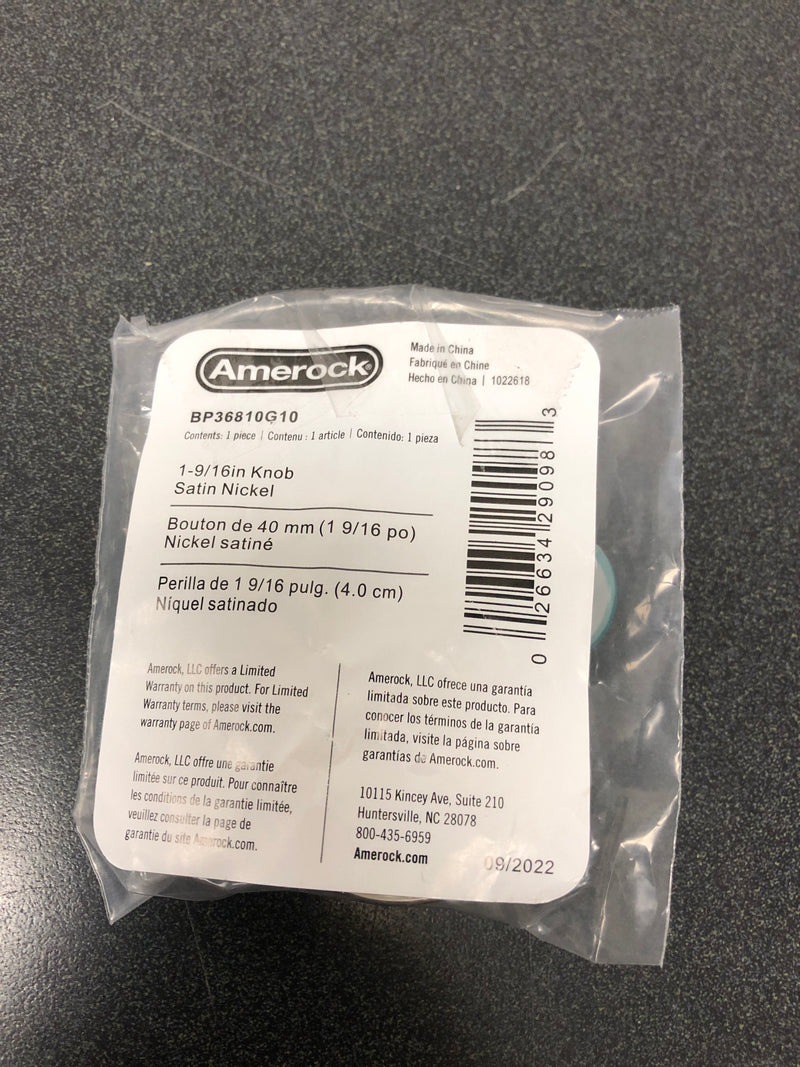 Amerock®
Made in China
Fabriqué en Chine
Hecho en China | 1022618
BP36810G10
Contents: 1 piece | Contenu : 1 article | Contenido: 1 pieza
1-9/16in Knob
Satin Nickel
Bouton de 40 mm (1 9/16 po)
Nickel satiné
Perilla de 1 9/16 pulg. (4.0 cm)
Níquel satinado
0 26634 29098 3
Amerock, LLC offers a Limited
Warranty on this product. For Limited
Warranty terms, please visit the
warranty page of Amerock.com.
Amerock, LLC offre une garantie
limitée sur ce produit. Pour connaître
les conditions de la garantie limitée,
veuillez consulter la page de
garantie du site Amerock.com.
Amerock, LLC ofrece una garantía
limitada sobre este producto. Para
conocer los términos de la garantía
limitada, visite la página sobre
garantías de Amerock.com.
10115 Kincey Ave, Suite 210
Huntersville, NC 28078
800-435-6959
Amerock.com
09/2022